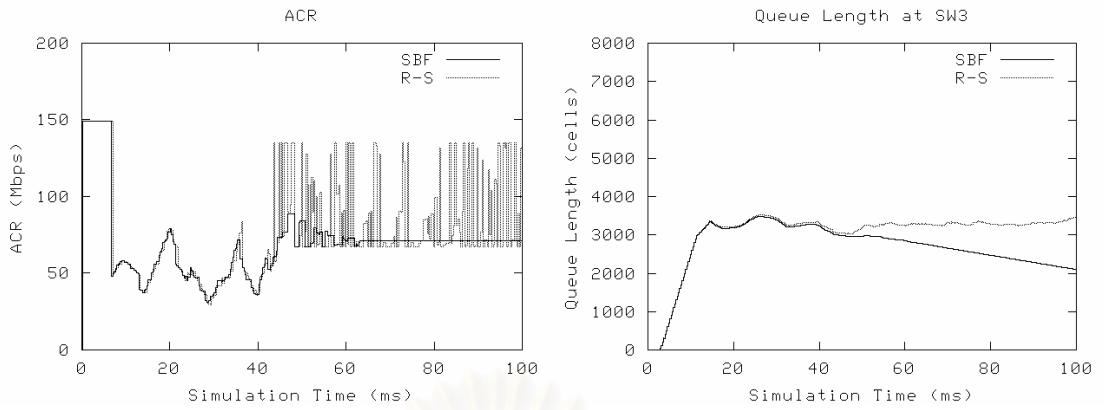 ACR
200
150
100
50
0
ACR (Mbps)
SBF
R-S
0 20 40 60 80 100
Simulation Time (ms)
Queue Length at SW3
8000
7000
6000
5000
4000
3000
2000
1000
0
Queue Length (cells)
SBF
R-S
0 20 40 60 80 100
Simulation Time (ms)